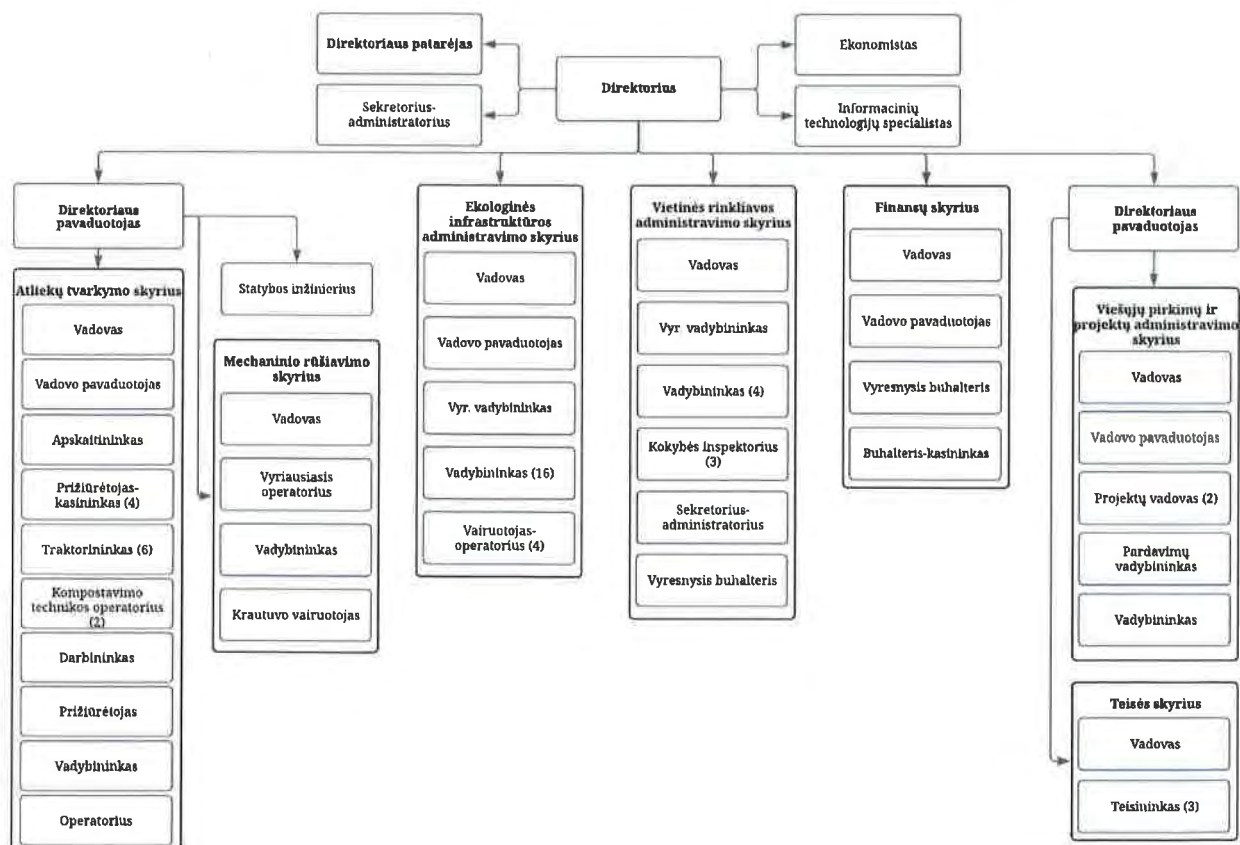 Direktoriaus patarėjas
Sekretorius-
administratorius
Direktorius
Ekonomistas
Informacinių
technologijų specialistas
Direktoriaus
pavaduotojas
Atliekų tvarkymo skyrius
Vadovas
Vadovo pavaduotojas
Apskaitininkas
Prižiūrėtojas-
kasininkas (4)
Traktorininkas (6)
Kompostavimo
technikos operatorius
(2)
Darbininkas
Prižiūrėtojas
Vadybininkas
Operatorius
Statybos inžinierius
Mechaninio rūšiavimo
skyrius
Vadovas
Vyriausiasis
operatorius
Vadybininkas
Krautuvo vairuotojas
Ekologinės
infrastruktūros
administravimo skyrius
Vadovas
Vadovo pavaduotojas
Vyr. vadybininkas
Vadybininkas (16)
Vairuotojas-
operatorius (4)
Vietinės rinkliavos
administravimo skyrius
Vadovas
Vyr. vadybininkas
Vadybininkas (4)
Kokybės inspektorius
(3)
Sekretorius-
administratorius
Vyresnysis buhalteris
Finansų skyrius
Vadovas
Vadovo pavaduotojas
Vyresnysis buhalteris
Buhalteris-kasininkas
Direktoriaus
pavaduotojas
Viešųjų pirkimų ir
projektų administravimo
skyrius
Vadovas
Vadovo pavaduotojas
Projektų vadovas (2)
Pardavimų
vadybininkas
Vadybininkas
Teisės skyrius
Vadovas
Teisininkas (3)